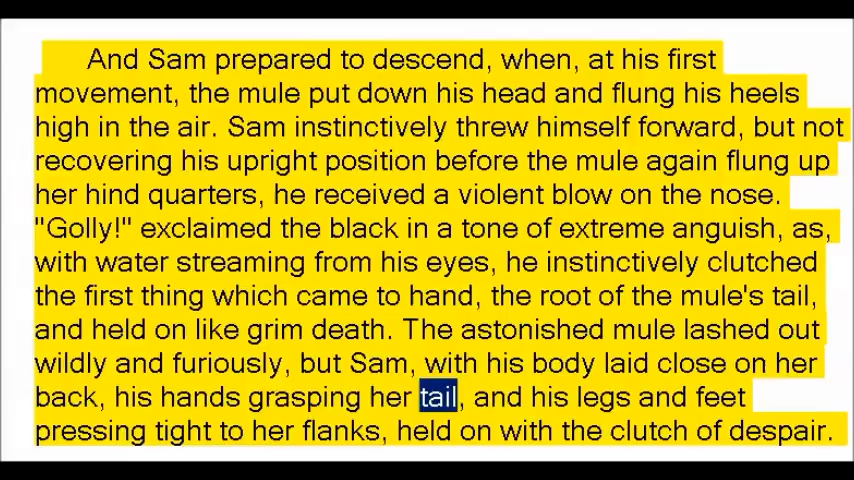 And Sam prepared to descend, when, at his first
movement, the mule put down his head and flung his heels
high in the air. Sam instinctively threw himself forward, but not
recovering his upright position before the mule again flung up
her hind quarters, he received a violent blow on the nose.
"Golly!" exclaimed the black in a tone of extreme anguish, as,
with water streaming from his eyes, he instinctively clutched
the first thing which came to hand, the root of the mule's tail,
and held on like grim death. The astonished mule lashed out
wildly and furiously, but Sam, with his body laid close on her
back, his hands grasping her tail, and his legs and feet
pressing tight to her flanks, held on with the clutch of despair.